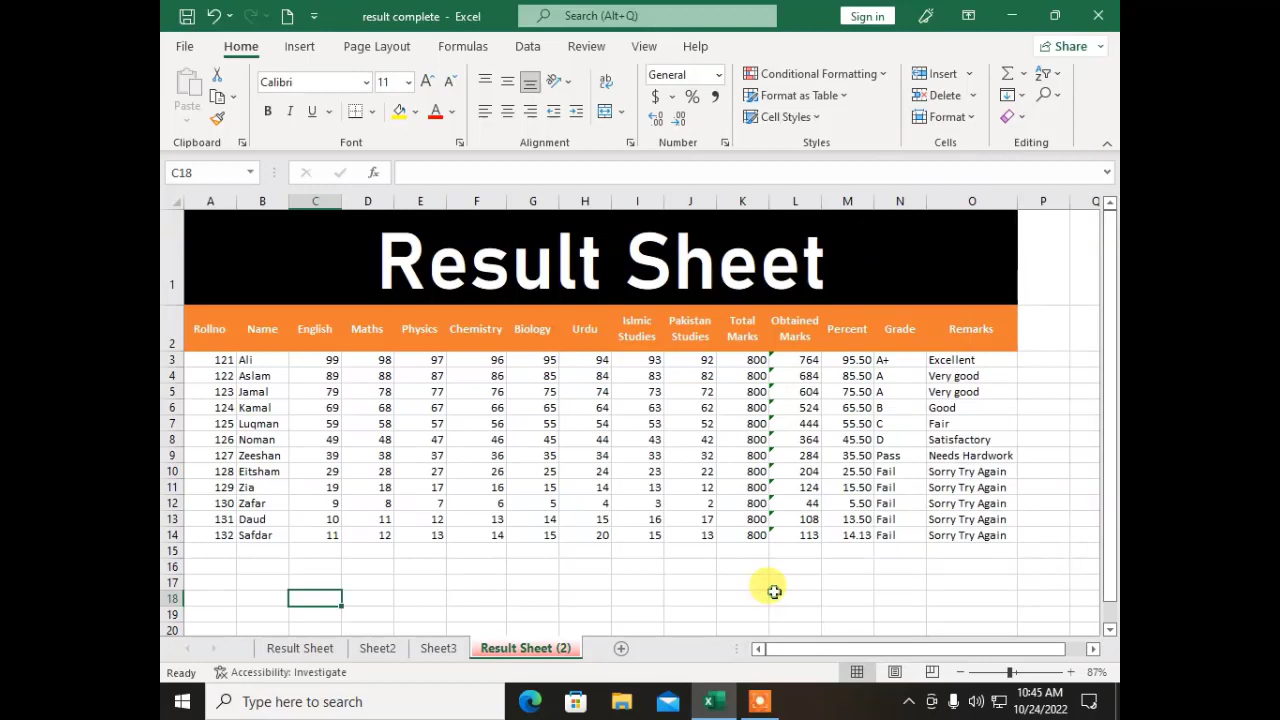 result complete - Excel
Search (Alt+Q)
Sign in
File Home Insert Page Layout Formulas Data Review View Help Share
Paste
Calibri 11 A^ A˅
B I U A
ab
General
$ % ,
Conditional Formatting
Format as Table
Cell Styles
Insert
Delete
Format
Clipboard Font Alignment Number Styles Cells Editing
C18 fx
A B C D E F G H I J K L M N O P Q
1 Result Sheet
2 Rollno Name English Maths Physics Chemistry Biology Urdu Islmic Studies Pakistan Studies Total Marks Obtained Marks Percent Grade Remarks
3 121 Ali 99 98 97 96 95 94 93 92 800 764 95.50 A+ Excellent
4 122 Aslam 89 88 87 86 85 84 83 82 800 684 85.50 A Very good
5 123 Jamal 79 78 77 76 75 74 73 72 800 604 75.50 A Very good
6 124 Kamal 69 68 67 66 65 64 63 62 800 524 65.50 B Good
7 125 Luqman 59 58 57 56 55 54 53 52 800 444 55.50 C Fair
8 126 Noman 49 48 47 46 45 44 43 42 800 364 45.50 D Satisfactory
9 127 Zeeshan 39 38 37 36 35 34 33 32 800 284 35.50 Pass Needs Hardwork
10 128 Eitsham 29 28 27 26 25 24 23 22 800 204 25.50 Fail Sorry Try Again
11 129 Zia 19 18 17 16 15 14 13 12 800 124 15.50 Fail Sorry Try Again
12 130 Zafar 9 8 7 6 5 4 3 2 800 44 5.50 Fail Sorry Try Again
13 131 Daud 10 11 12 13 14 15 16 17 800 108 13.50 Fail Sorry Try Again
14 132 Safdar 11 12 13 14 15 20 15 13 800 113 14.13 Fail Sorry Try Again
15
16
17
18
19
20
Result Sheet Sheet2 Sheet3 Result Sheet (2)
Ready Accessibility: Investigate 87%
Type here to search
10:45 AM
10/24/2022